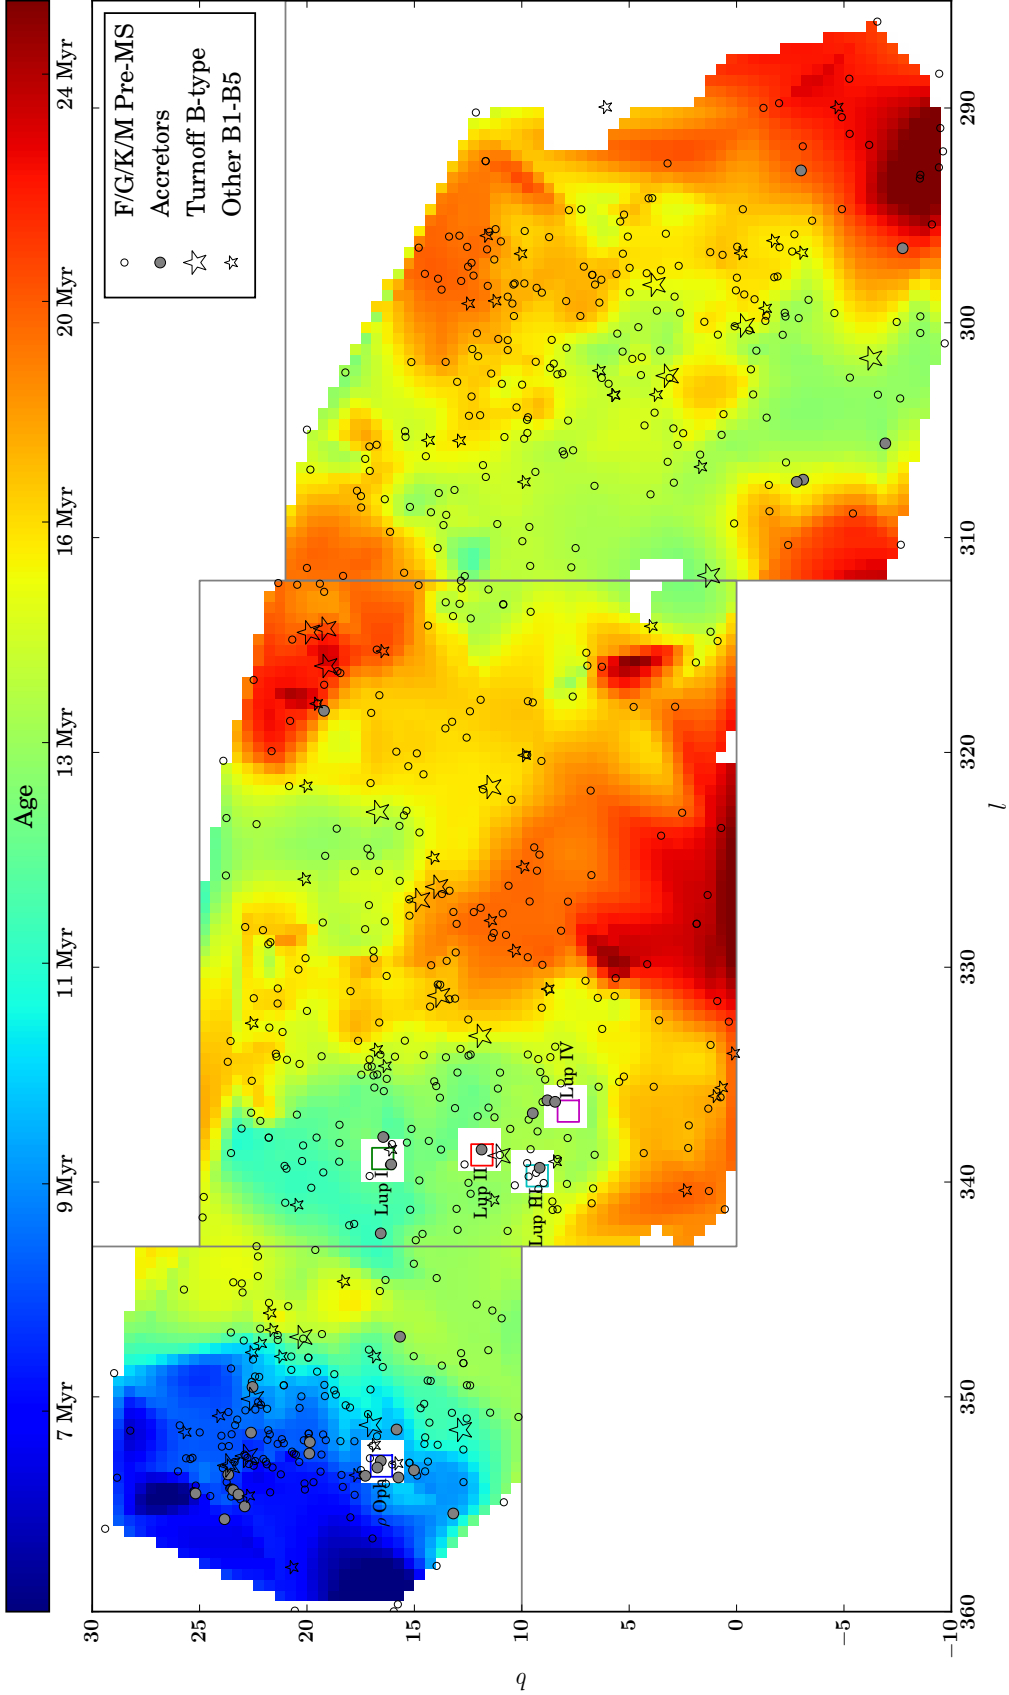 Age
7 Myr 9 Myr 11 Myr 13 Myr 16 Myr 20 Myr 24 Myr
F/G/K/M Pre-MS
Accretors
Turnoff B-type
Other B1-B5
30
25
20
15
10
5
0
−5
−10
b
ρ Oph
Lup I
Lup II
Lup III
Lup IV
360 350 340 330 320 310 300 290
l